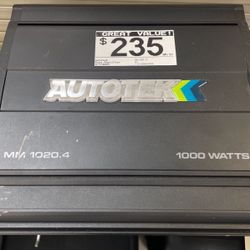 GREAT VALUE!
$235
AUTOTEK
MM 1020.4
1000 WATTS